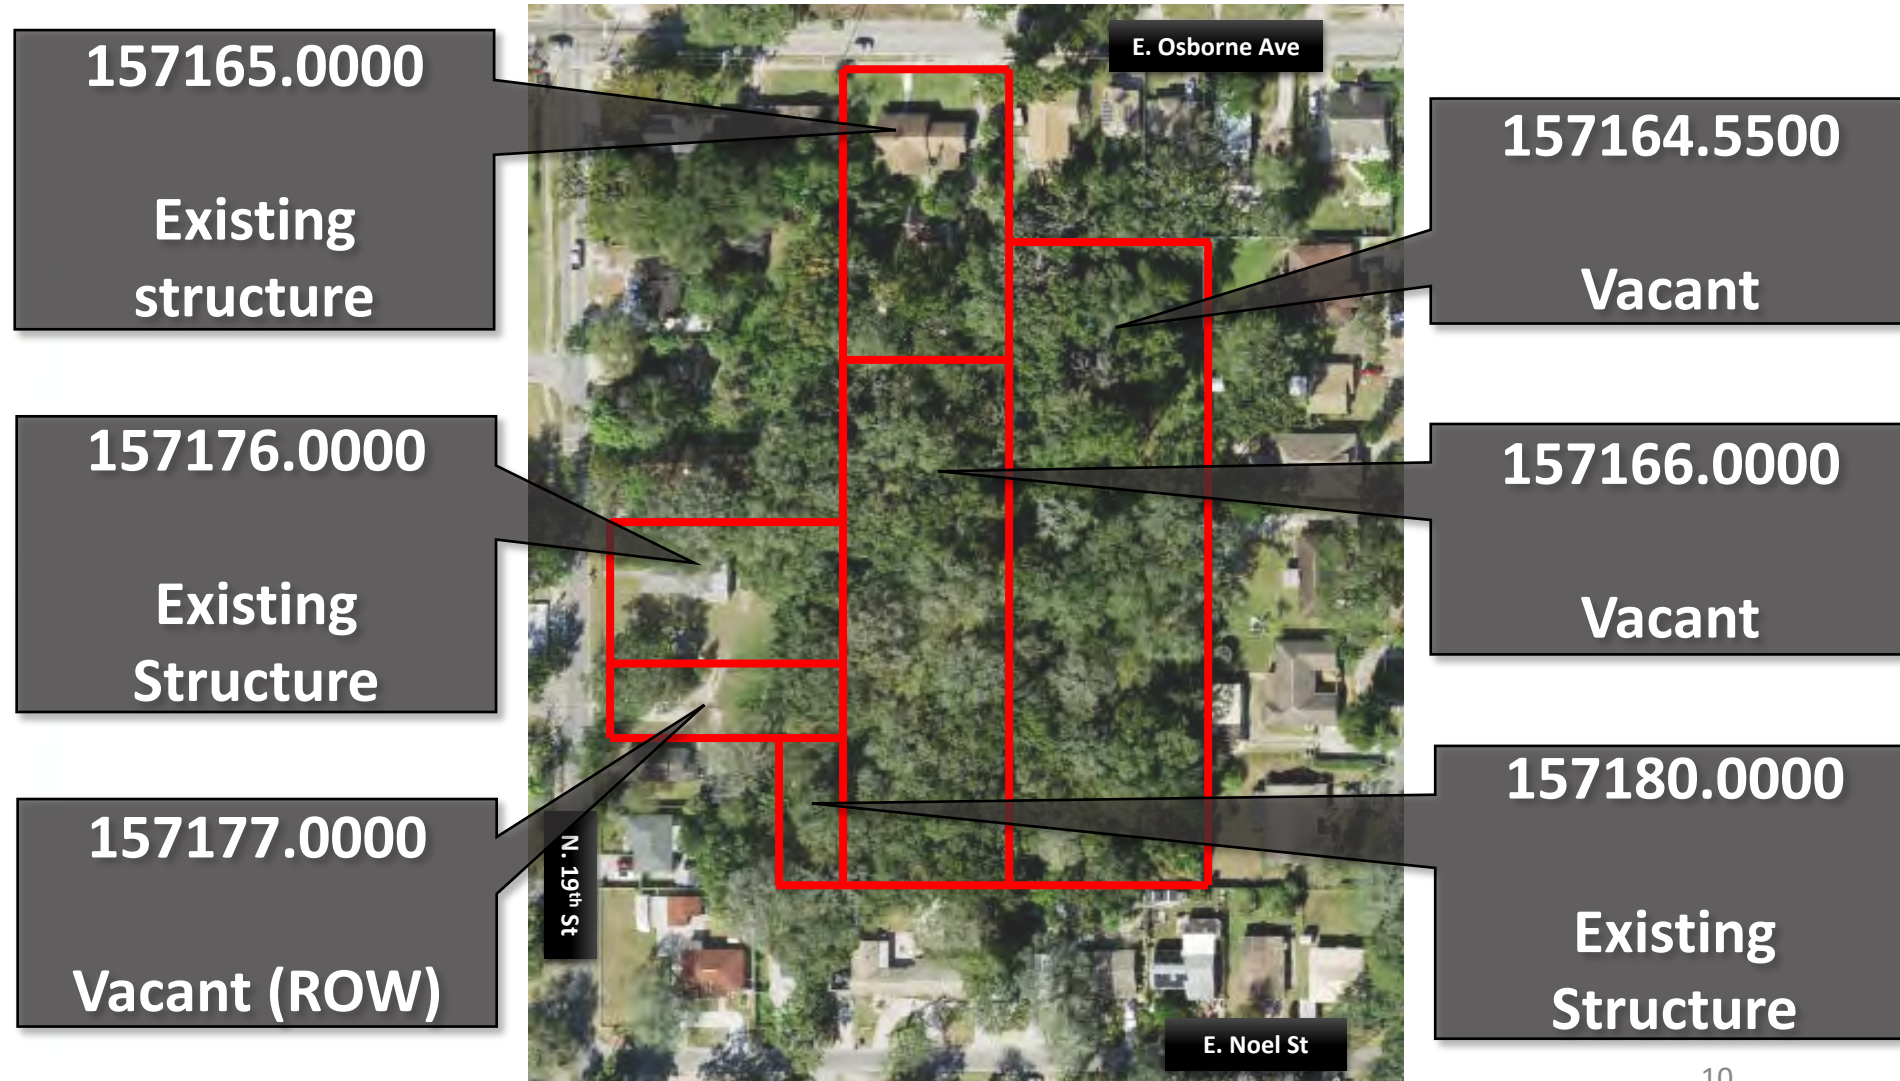 157165.0000
Existing
structure
157176.0000
Existing
Structure
157177.0000
Vacant (ROW)
E. Osborne Ave
N. 19th St
E. Noel St
157164.5500
Vacant
157166.0000
Vacant
157180.0000
Existing
Structure
10